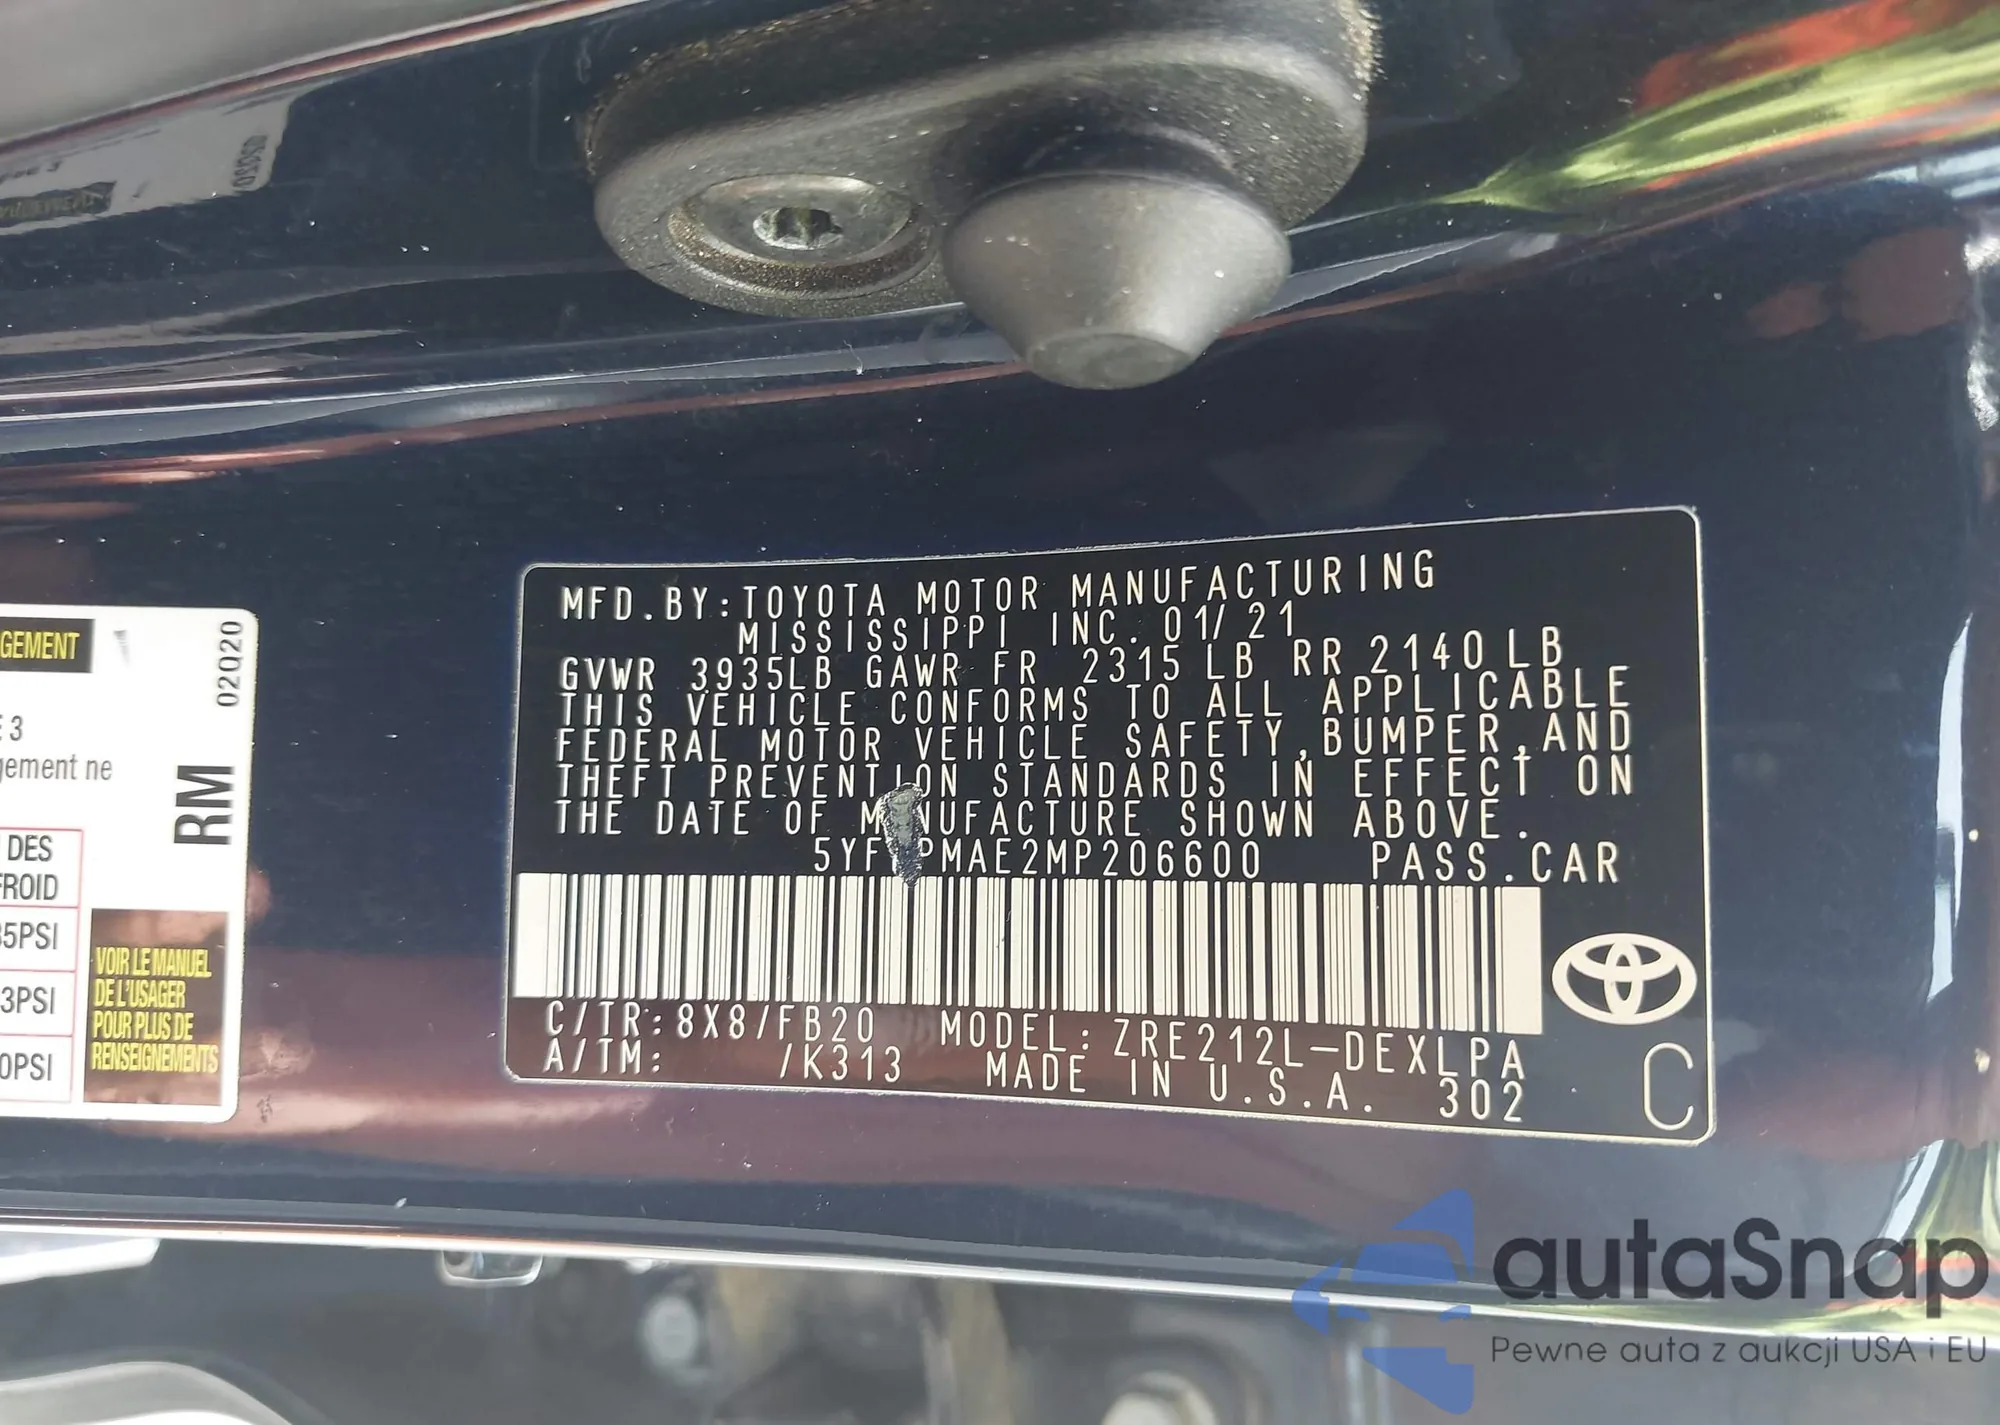 GEMENT
02Q20
E 3
gement ne
RM
DES
FROID
35PSI
3PSI
0PSI
VOIR LE MANUEL
DE L'USAGER
POUR PLUS DE
RENSEIGNEMENTS
MFD.BY:TOYOTA MOTOR MANUFACTURING
MISSISSIPPI INC. 01/21
GVWR 3935LB GAWR FR 2315 LB RR 2140 LB
THIS VEHICLE CONFORMS TO ALL APPLICABLE
FEDERAL MOTOR VEHICLE SAFETY,BUMPER,AND
THEFT PREVENTION STANDARDS IN EFFECT ON
THE DATE OF MANUFACTURE SHOWN ABOVE.
5YF PMAE2MP206600 PASS.CAR
C/TR:8X8/FB20 MODEL:ZRE212L-DEXLPA
A/TM: /K313 MADE IN U.S.A. 302
C
autaSnap
Pewne auta z aukcji USA i EU